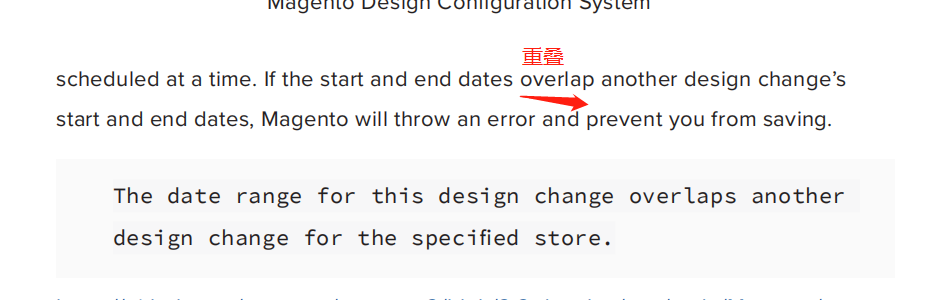 Magento Design Configuration System
重叠
scheduled at a time. If the start and end dates overlap another design change’s
start and end dates, Magento will throw an error and prevent you from saving.
The date range for this design change overlaps another
design change for the specified store.